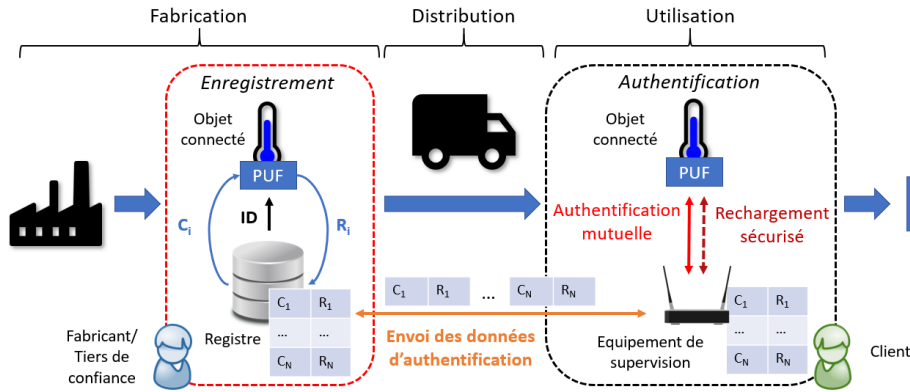 Fabrication
Distribution
Utilisation
Enregistrement
Objet
connecté
PUF
ID
Ci
Ri
C1 R1
... ...
CN RN
Registre
Fabricant/
Tiers de
confiance
C1 R1 ... CN RN
Envoi des données
d'authentification
Authentification
Objet
connecté
PUF
Authentification
mutuelle
Rechargement
sécurisé
C1 R1
... ...
CN RN
Equipement de
supervision
Client